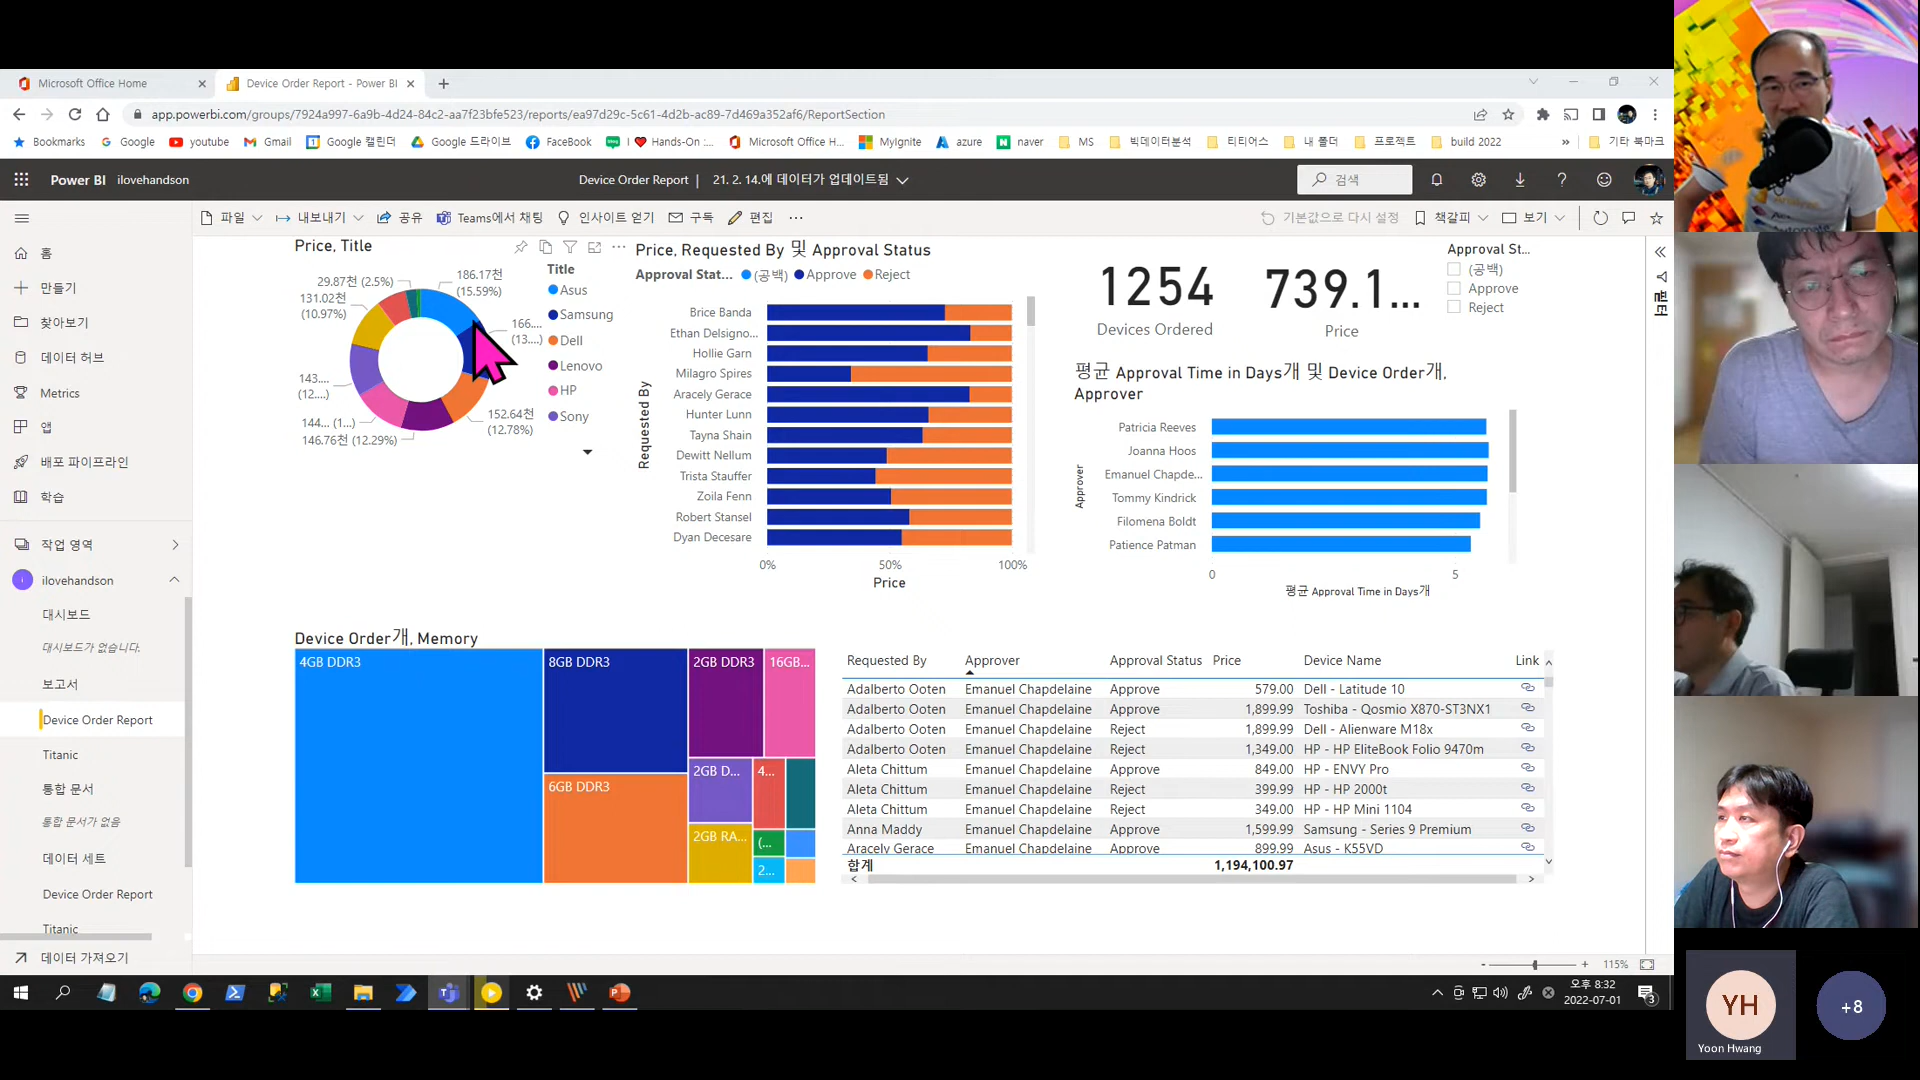 Microsoft Office Home
Device Order Report - Power BI
app.powerbi.com/groups/7924a997-6a9b-4d24-84c2-aa7f23bfe523/reports/ea97d29c-5c61-4d2b-ac89-7d469a352af6/ReportSection
Bookmarks Google youtube Gmail Google 캘린더 Google 드라이브 FaceBook I ❤ Hands-On :... Microsoft Office H... MyIgnite azure naver MS 빅데이터분석 티티어스 내 폴더 프로젝트 build 2022 » 기타 북마크
Power BI ilovehandson
Device Order Report | 21. 2. 14.에 데이터가 업데이트됨
검색
파일 내보내기 공유 Teams에서 채팅 인사이트 얻기 구독 편집 ...
기본값으로 다시 설정 책갈피 보기
홈
만들기
찾아보기
데이터 허브
Metrics
앱
배포 파이프라인
학습
작업 영역
i ilovehandson
대시보드
대시보드가 없습니다.
보고서
Device Order Report
Titanic
통합 문서
통합 문서가 없음
데이터 세트
Device Order Report
Titanic
데이터 가져오기
Price, Title
186.17천
(15.59%)
166....
(13....)
152.64천
(12.78%)
146.76천 (12.29%)
144... (1...)
143....
(12....)
131.02천
(10.97%)
29.87천 (2.5%)
Title
Asus
Samsung
Dell
Lenovo
HP
Sony
Price, Requested By 및 Approval Status
Approval Stat... (공백) Approve Reject
Requested By
Brice Banda
Ethan Delsigno...
Hollie Garn
Milagro Spires
Aracely Gerace
Hunter Lunn
Tayna Shain
Dewitt Nellum
Trista Stauffer
Zoila Fenn
Robert Stansel
Dyan Decesare
0% 50% 100%
Price
1254
Devices Ordered
739.1...
Price
Approval St...
(공백)
Approve
Reject
필터
평균 Approval Time in Days개 및 Device Order개,
Approver
Approver
Patricia Reeves
Joanna Hoos
Emanuel Chapde...
Tommy Kindrick
Filomena Boldt
Patience Patman
0 5
평균 Approval Time in Days개
Device Order개, Memory
4GB DDR3
8GB DDR3
6GB DDR3
2GB DDR3
16GB...
2GB D...
4...
2GB RA...
(...
2...
Requested By Approver Approval Status Price Device Name Link
Adalberto Ooten Emanuel Chapdelaine Approve 579.00 Dell - Latitude 10
Adalberto Ooten Emanuel Chapdelaine Approve 1,899.99 Toshiba - Qosmio X870-ST3NX1
Adalberto Ooten Emanuel Chapdelaine Reject 1,899.99 Dell - Alienware M18x
Adalberto Ooten Emanuel Chapdelaine Reject 1,349.00 HP - HP EliteBook Folio 9470m
Aleta Chittum Emanuel Chapdelaine Approve 849.00 HP - ENVY Pro
Aleta Chittum Emanuel Chapdelaine Reject 399.99 HP - HP 2000t
Aleta Chittum Emanuel Chapdelaine Reject 349.00 HP - HP Mini 1104
Anna Maddy Emanuel Chapdelaine Approve 1,599.99 Samsung - Series 9 Premium
Aracely Gerace Emanuel Chapdelaine Approve 899.99 Asus - K55VD
합계 1,194,100.97
- + 115%
오후 8:32
2022-07-01
3
YH
Yoon Hwang
+8